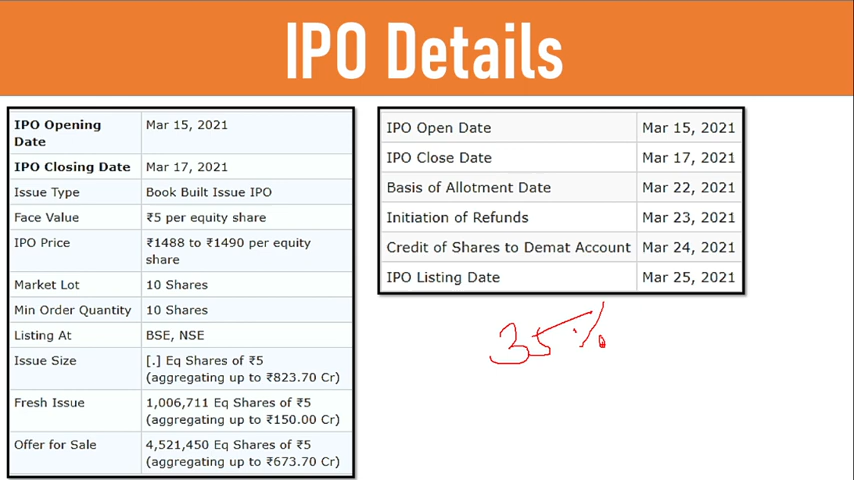 IPO Details
IPO Opening
Date
Mar 15, 2021
IPO Closing Date Mar 17, 2021
Issue Type Book Built Issue IPO
Face Value ₹5 per equity share
IPO Price ₹1488 to ₹1490 per equity
share
Market Lot 10 Shares
Min Order Quantity 10 Shares
Listing At BSE, NSE
Issue Size [.] Eq Shares of ₹5
(aggregating up to ₹823.70 Cr)
Fresh Issue 1,006,711 Eq Shares of ₹5
(aggregating up to ₹150.00 Cr)
Offer for Sale 4,521,450 Eq Shares of ₹5
(aggregating up to ₹673.70 Cr)
IPO Open Date Mar 15, 2021
IPO Close Date Mar 17, 2021
Basis of Allotment Date Mar 22, 2021
Initiation of Refunds Mar 23, 2021
Credit of Shares to Demat Account Mar 24, 2021
IPO Listing Date Mar 25, 2021
35%